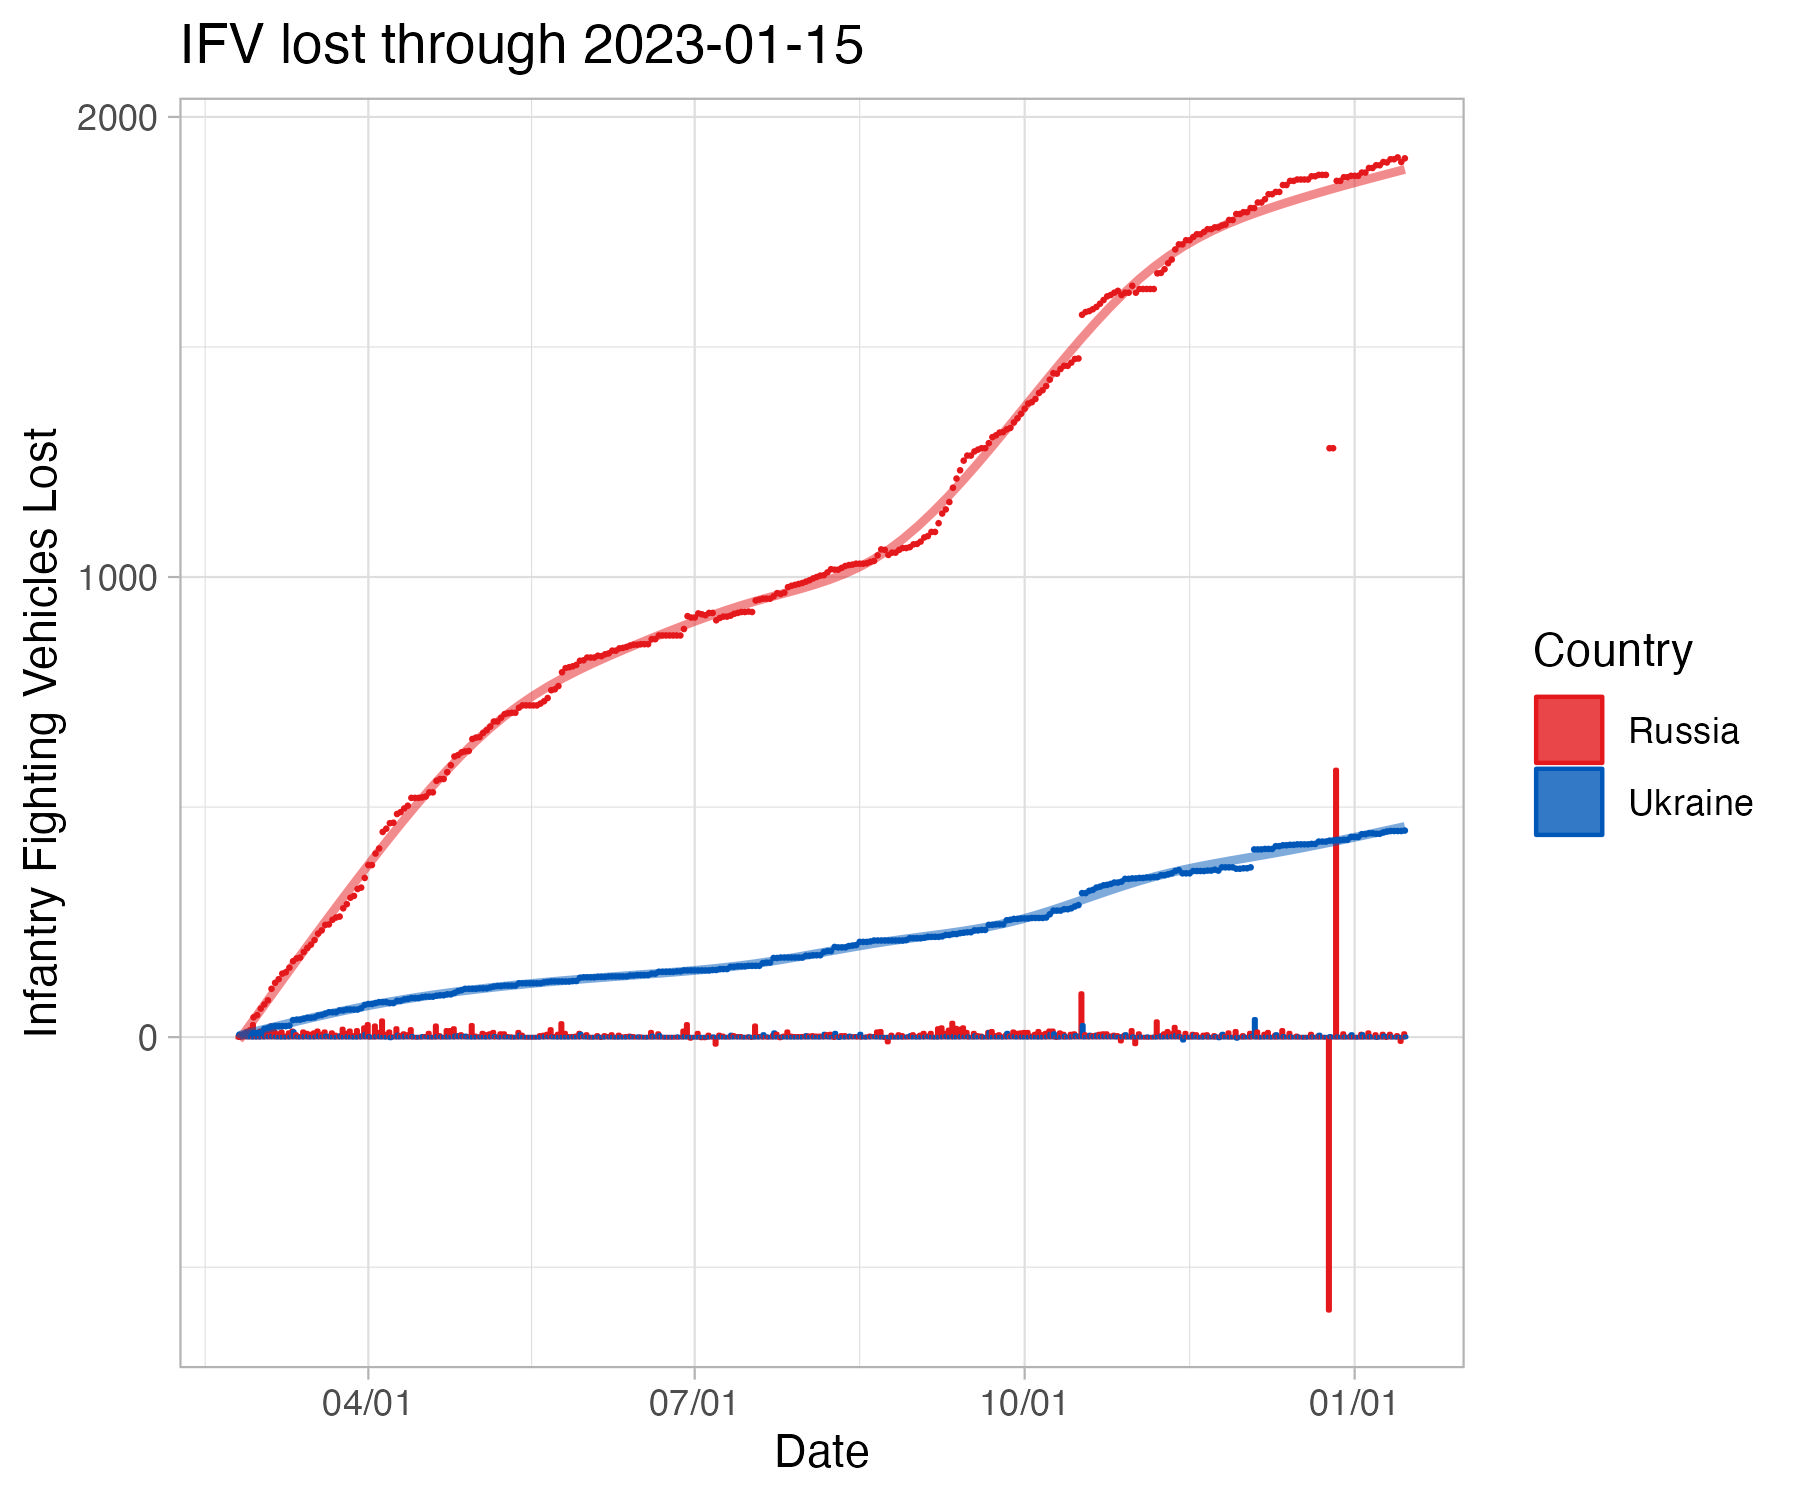 IFV lost through 2023-01-15
Infantry Fighting Vehicles Lost
2000
1000
0
04/01
07/01
10/01
01/01
Date
Country
Russia
Ukraine